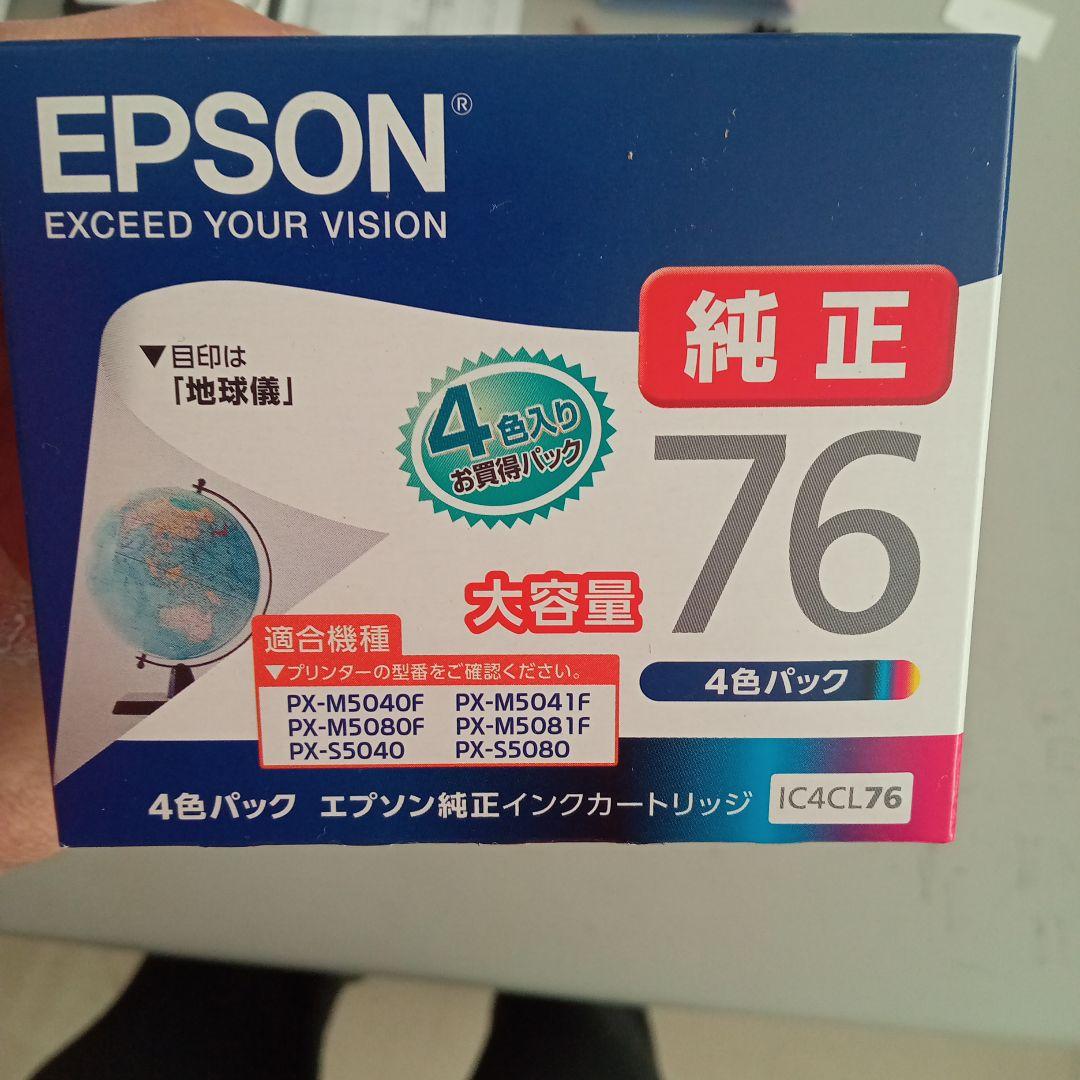 EPSON®
EXCEED YOUR VISION
純正
▼目印は
「地球儀」
4色入り
お買得パック
76
大容量
4色パック
適合機種
▼プリンターの型番をご確認ください。
PX-M5040F PX-M5041F
PX-M5080F PX-M5081F
PX-S5040 PX-S5080
4色パック エプソン純正インクカートリッジ IC4CL76